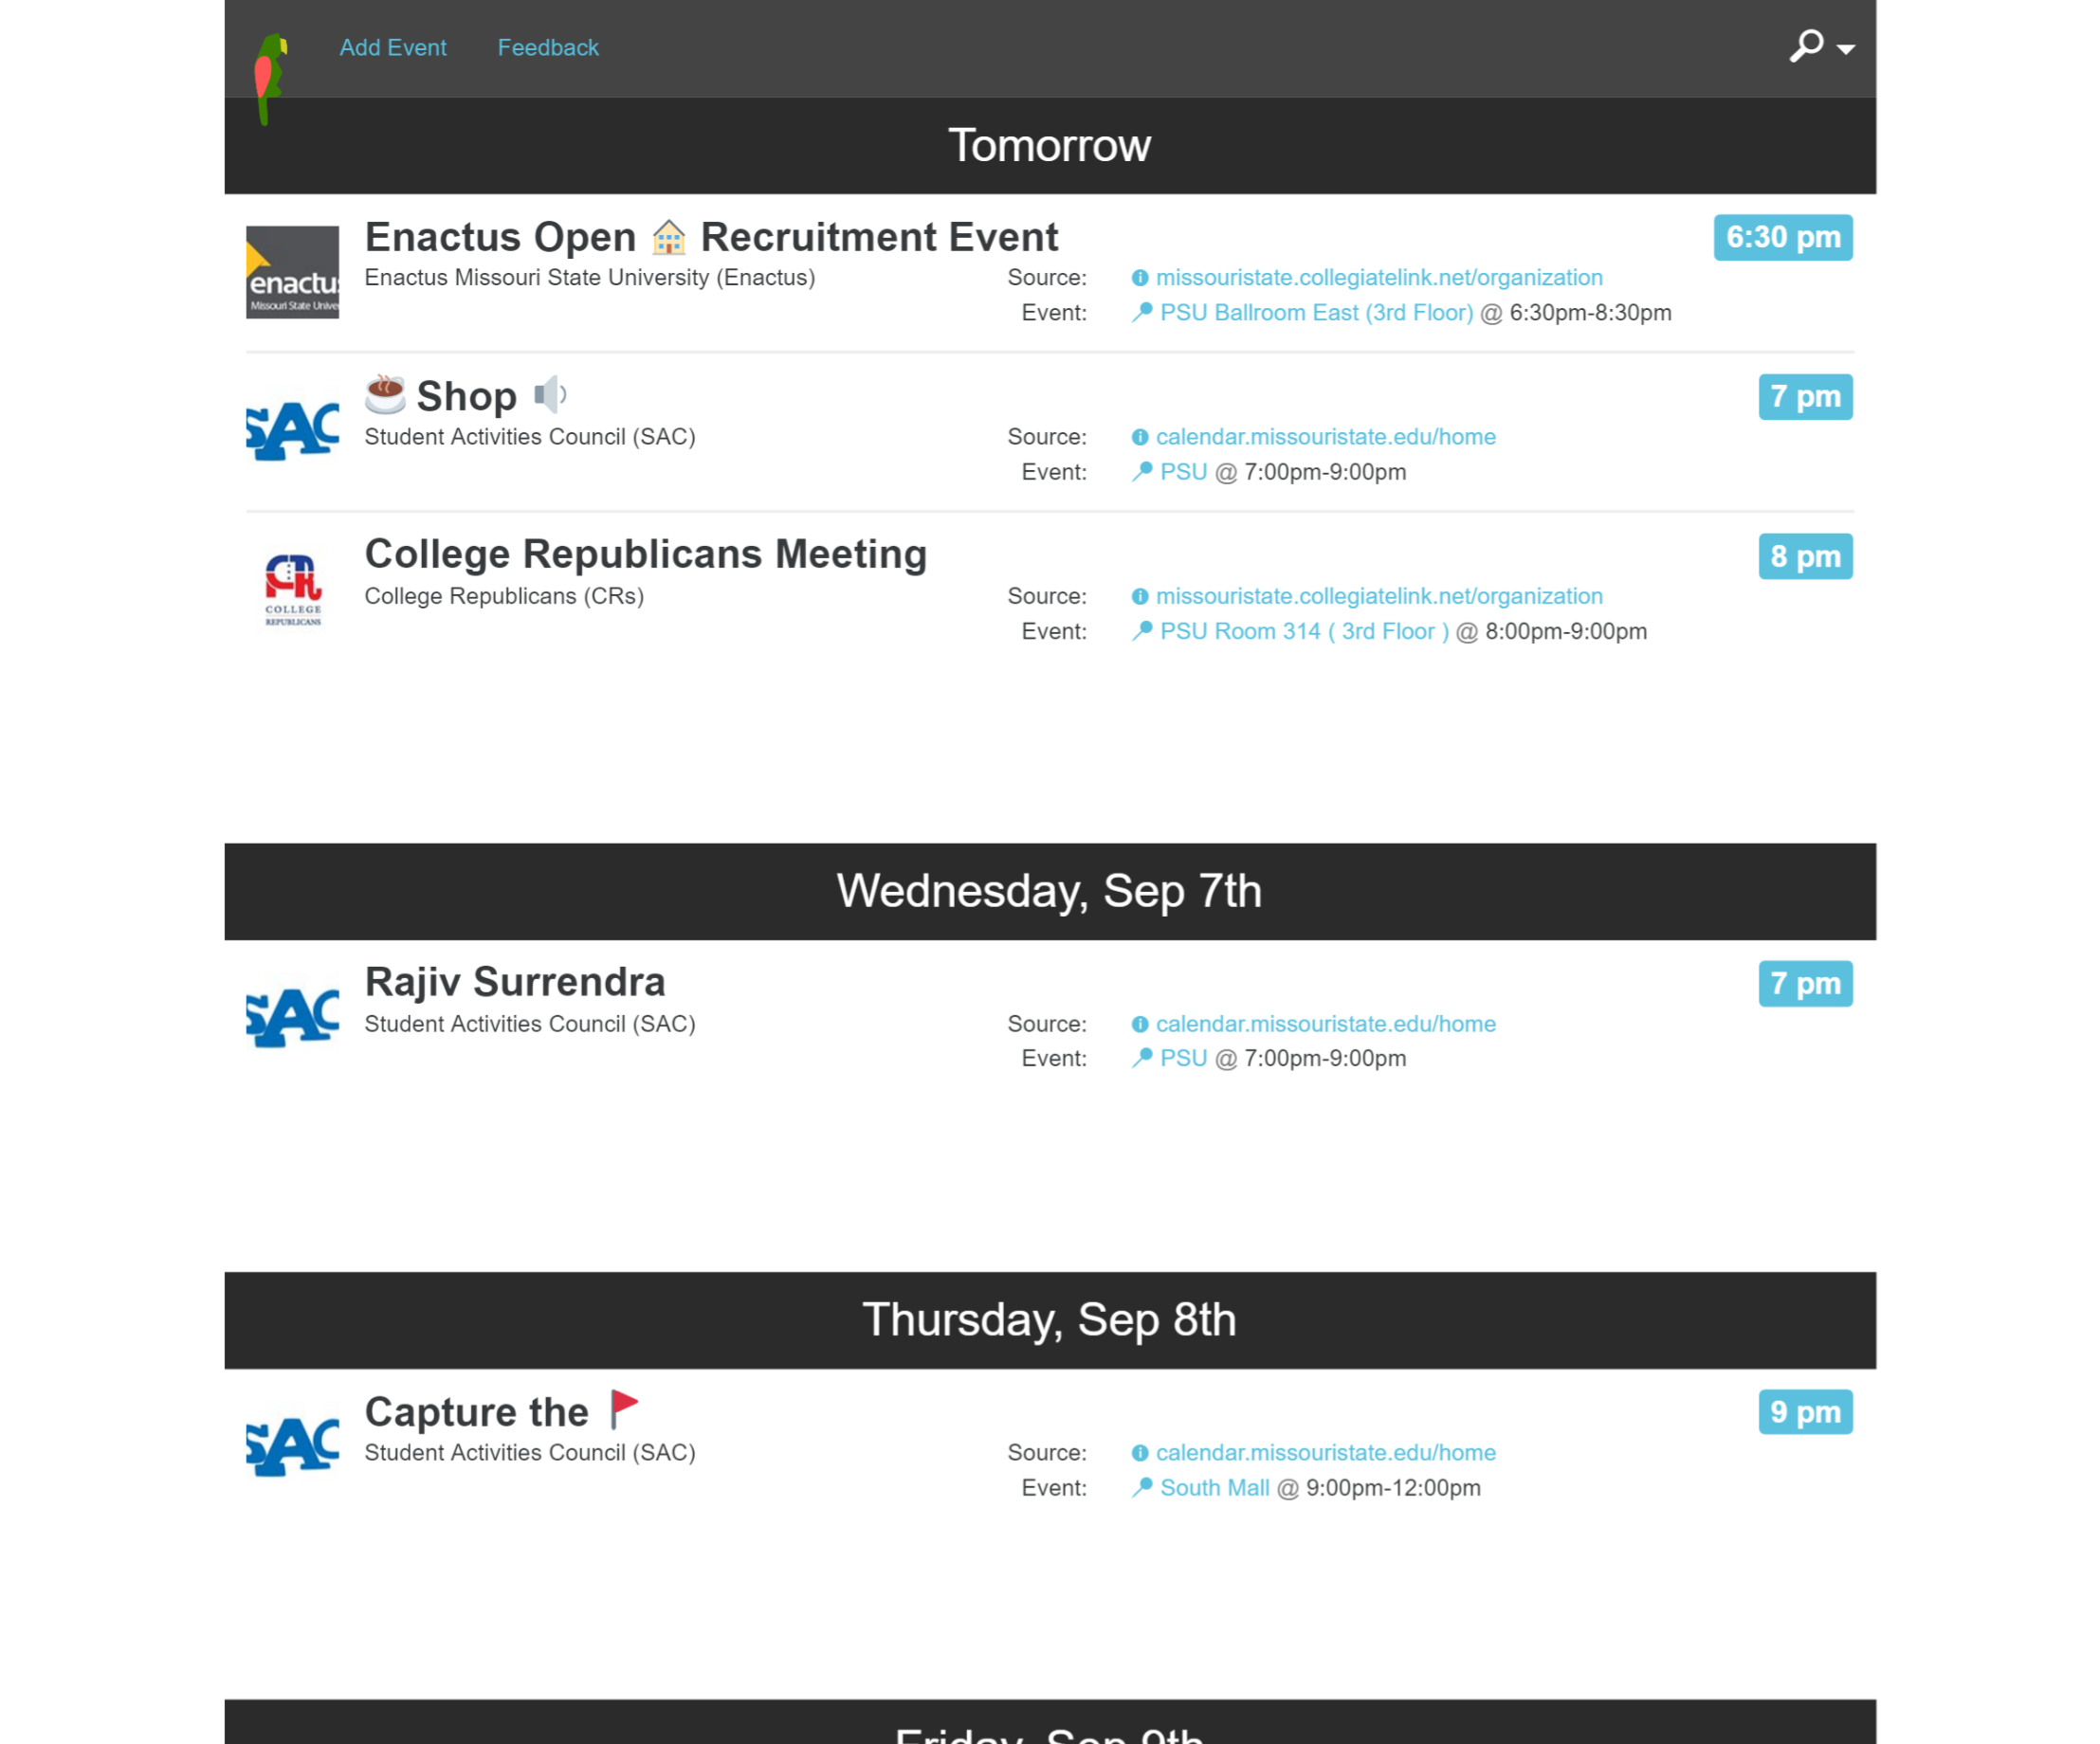 Add Event Feedback
Tomorrow
enactu
Missouri State Unive
Enactus Open 🏠 Recruitment Event
6:30 pm
Enactus Missouri State University (Enactus)
Source: missouristate.collegiatelink.net/organization
Event: PSU Ballroom East (3rd Floor) @ 6:30pm-8:30pm
SAC
☕ Shop 🔈
7 pm
Student Activities Council (SAC)
Source: calendar.missouristate.edu/home
Event: PSU @ 7:00pm-9:00pm
CR
COLLEGE
REPUBLICANS
College Republicans Meeting
8 pm
College Republicans (CRs)
Source: missouristate.collegiatelink.net/organization
Event: PSU Room 314 ( 3rd Floor ) @ 8:00pm-9:00pm
Wednesday, Sep 7th
SAC
Rajiv Surrendra
7 pm
Student Activities Council (SAC)
Source: calendar.missouristate.edu/home
Event: PSU @ 7:00pm-9:00pm
Thursday, Sep 8th
SAC
Capture the 🚩
9 pm
Student Activities Council (SAC)
Source: calendar.missouristate.edu/home
Event: South Mall @ 9:00pm-12:00pm
Friday, Sep 9th